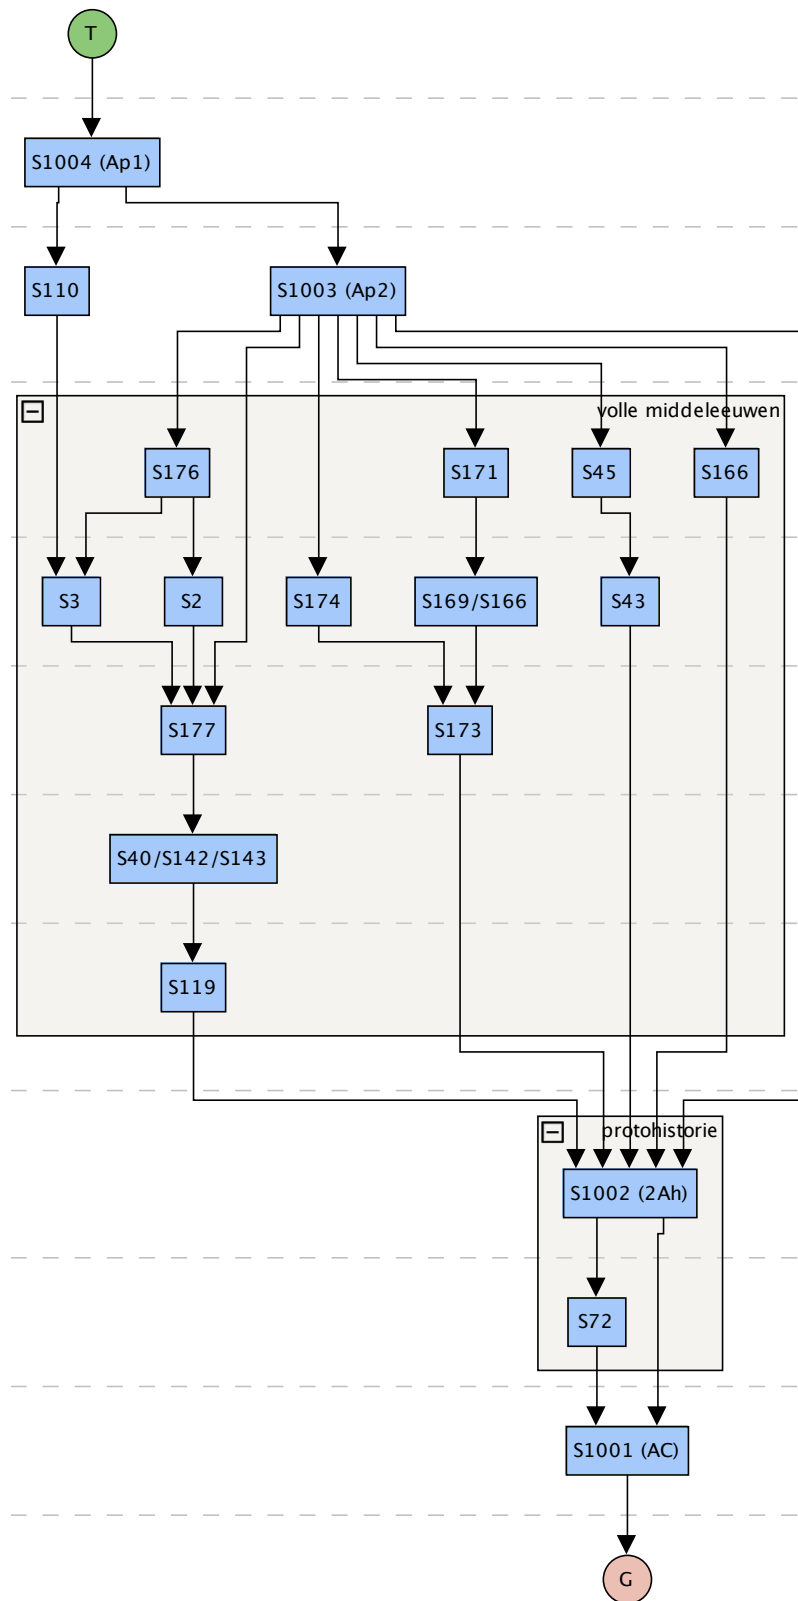 T
S1004 (Ap1)
S110
S1003 (Ap2)
volle middeleeuwen
S176
S171
S45
S166
S3
S2
S174
S169/S166
S43
S177
S173
S40/S142/S143
S119
protohistorie
S1002 (2Ah)
S72
S1001 (AC)
G